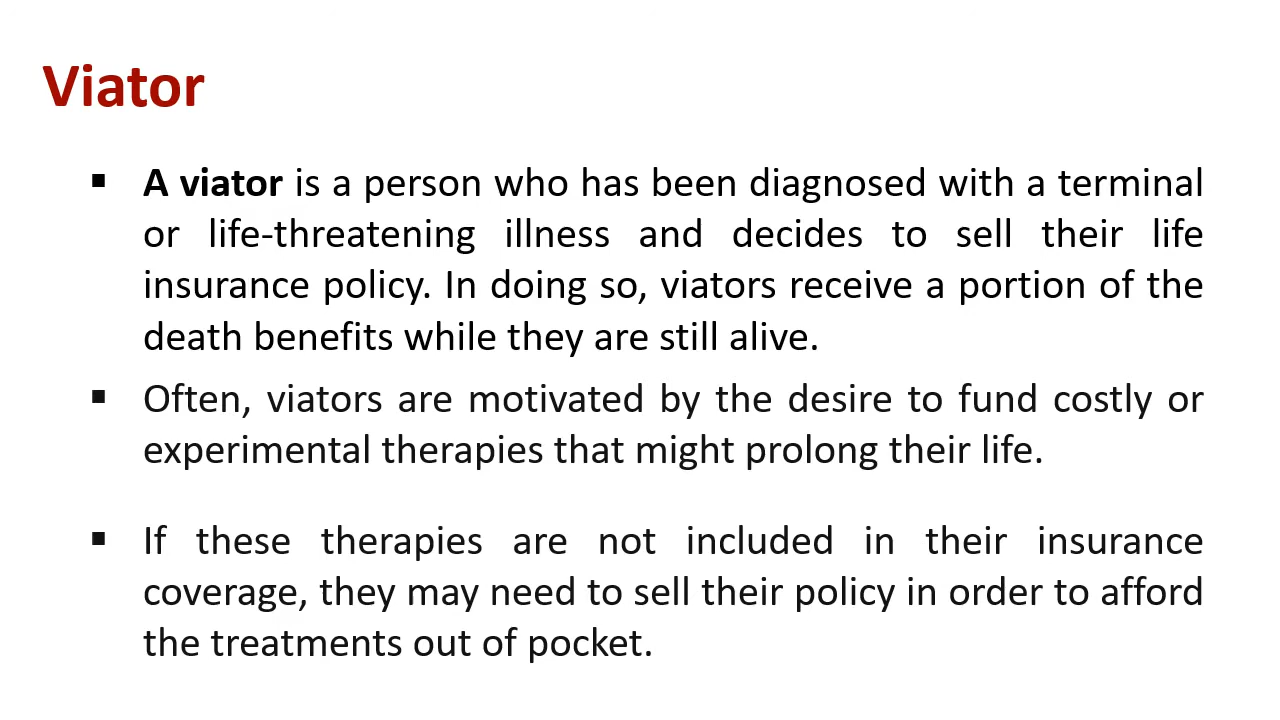 Viator
▪ A viator is a person who has been diagnosed with a terminal
or life-threatening illness and decides to sell their life
insurance policy. In doing so, viators receive a portion of the
death benefits while they are still alive.
▪ Often, viators are motivated by the desire to fund costly or
experimental therapies that might prolong their life.
▪ If these therapies are not included in their insurance
coverage, they may need to sell their policy in order to afford
the treatments out of pocket.